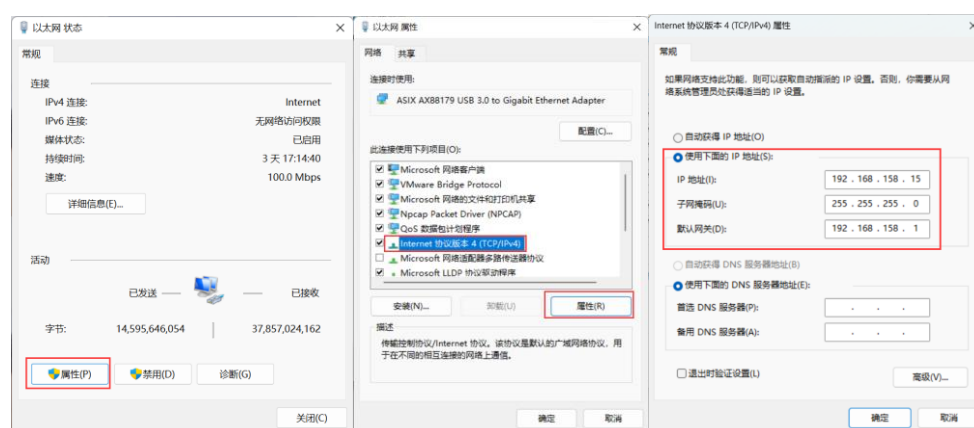 以太网 状态
常规
连接
IPv4 连接: Internet
IPv6 连接: 无网络访问权限
媒体状态: 已启用
持续时间: 3 天 17:14:40
速度: 100.0 Mbps
详细信息(E)...
活动
已发送 已接收
字节: 14,595,646,054 37,857,024,162
属性(P) 禁用(D) 诊断(G)
关闭(C)
以太网 属性
网络 共享
连接时使用:
ASIX AX88179 USB 3.0 to Gigabit Ethernet Adapter
配置(C)...
此连接使用下列项目(O):
Microsoft 网络客户端
VMware Bridge Protocol
Microsoft 网络的文件和打印机共享
Npcap Packet Driver (NPCAP)
QoS 数据包计划程序
Internet 协议版本 4 (TCP/IPv4)
Microsoft 网络适配器多路传送器协议
Microsoft LLDP 协议驱动程序
安装(N)... 卸载(U) 属性(R)
描述
传输控制协议/Internet 协议。该协议是默认的广域网络协议，用
于在不同的相互连接的网络上通信。
确定 取消
Internet 协议版本 4 (TCP/IPv4) 属性
常规
如果网络支持此功能，则可以获取自动指派的 IP 设置。否则，你需要从网
络系统管理员处获得适当的 IP 设置。
自动获得 IP 地址(O)
使用下面的 IP 地址(S):
IP 地址(I): 192 . 168 . 158 . 15
子网掩码(U): 255 . 255 . 255 . 0
默认网关(D): 192 . 168 . 158 . 1
自动获得 DNS 服务器地址(B)
使用下面的 DNS 服务器地址(E):
首选 DNS 服务器(P): . . .
备用 DNS 服务器(A): . . .
退出时验证设置(L)
高级(V)...
确定 取消